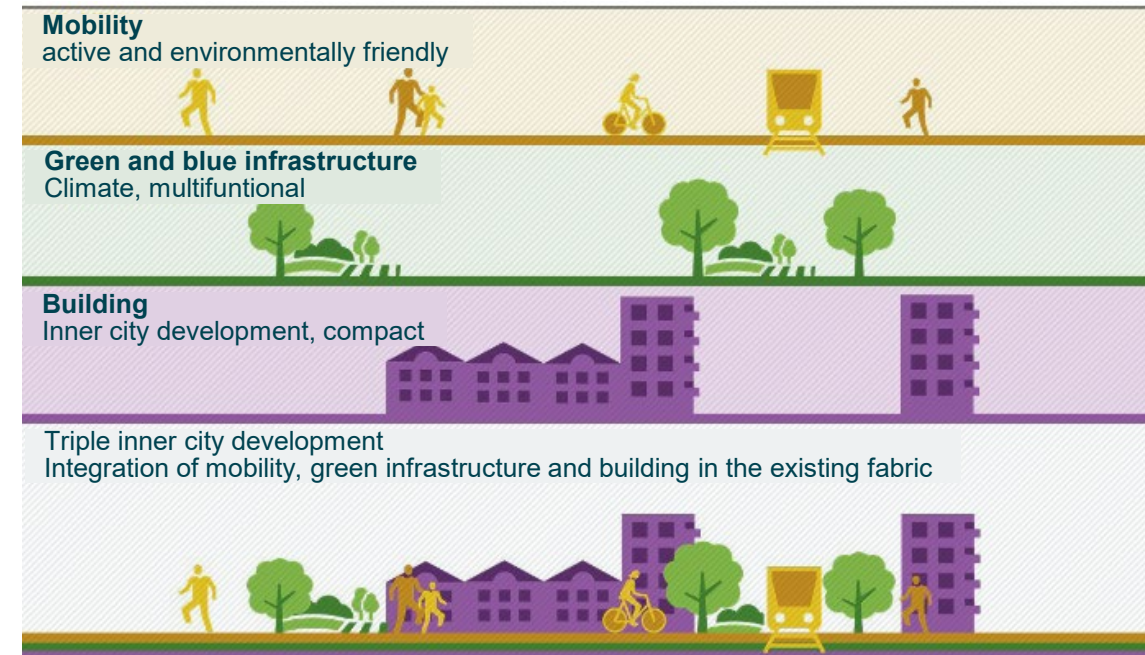 Mobility
active and environmentally friendly
Green and blue infrastructure
Climate, multifuntional
Building
Inner city development, compact
Triple inner city development
Integration of mobility, green infrastructure and building in the existing fabric